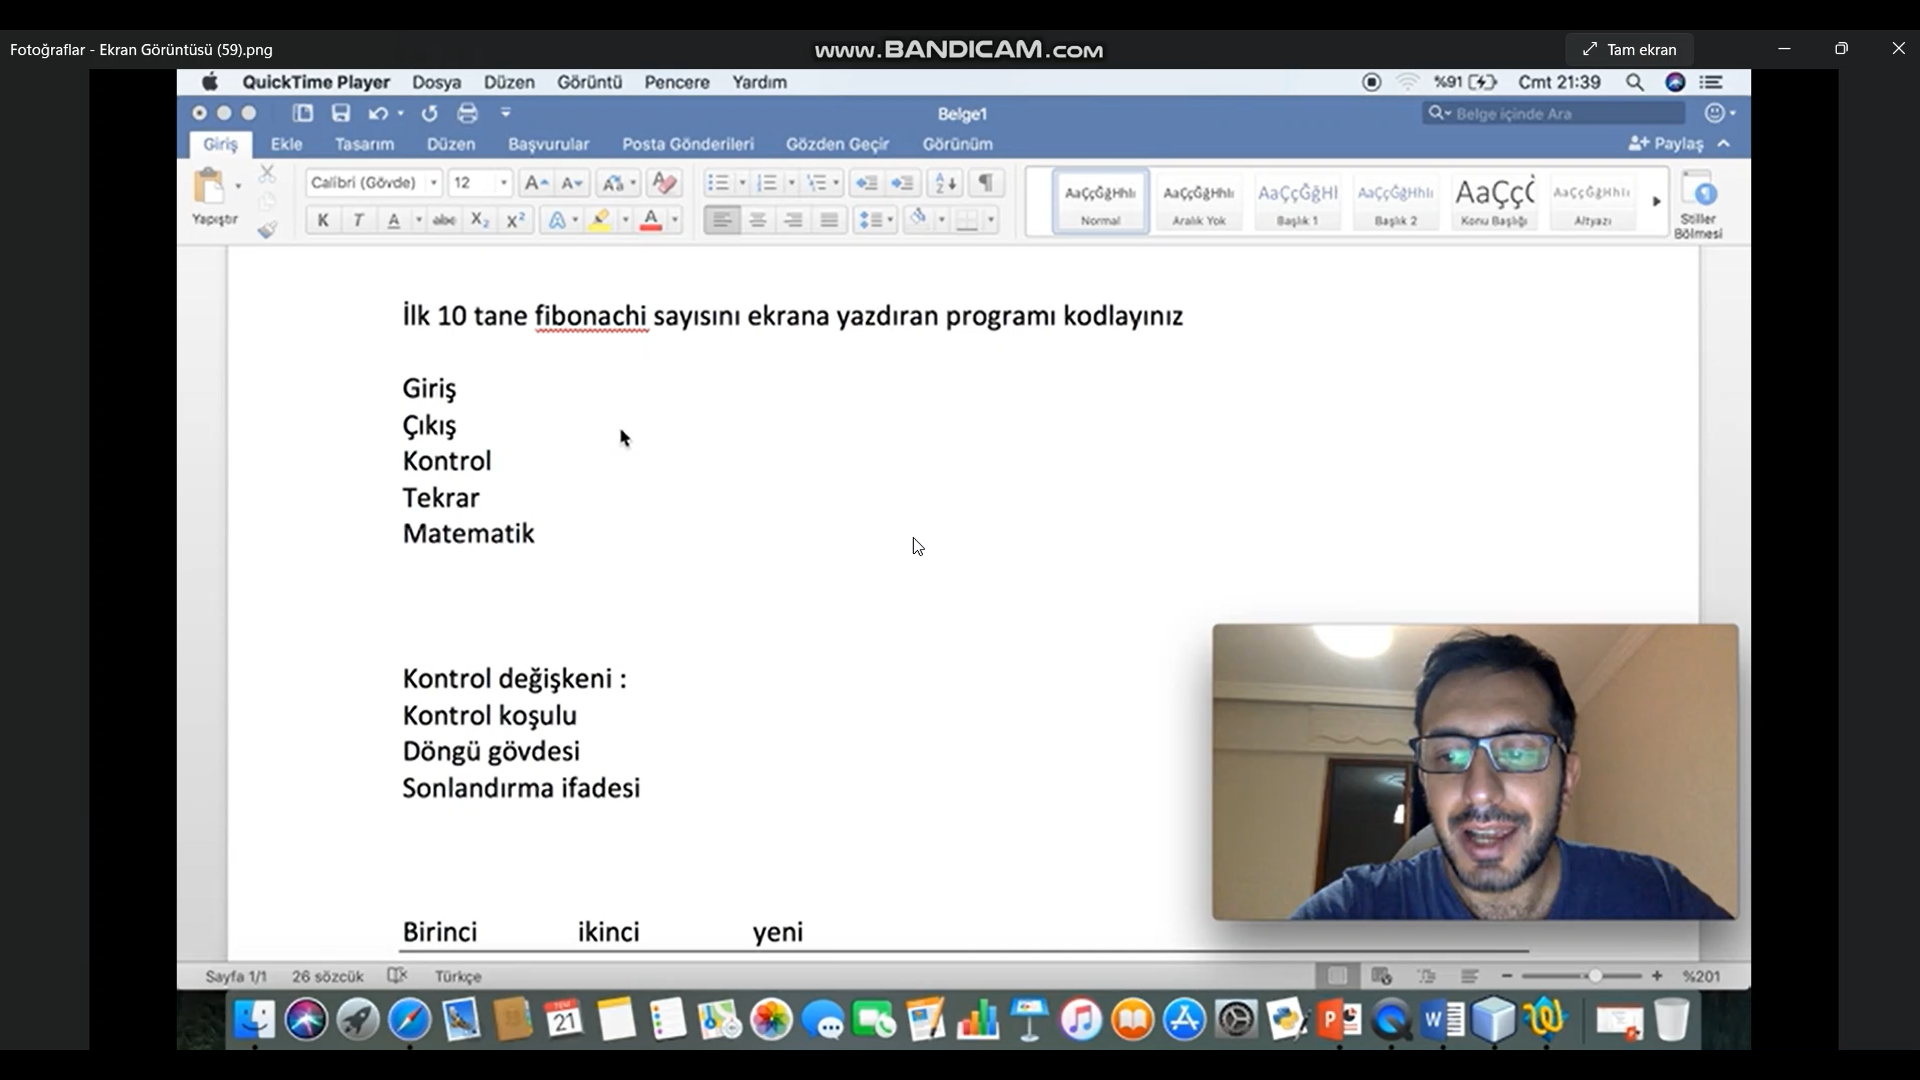 Fotoğraflar - Ekran Görüntüsü (59).png
www.BANDICAM.com
Tam ekran
QuickTime Player Dosya Düzen Görüntü Pencere Yardım
%91 Cmt 21:39
Belge1
Belge içinde Ara
Giriş Ekle Tasarım Düzen Başvurular Posta Gönderileri Gözden Geçir Görünüm
Paylaş
Yapıştır
Calibri (Gövde) 12
K T A abc X₂ X²
AaÇçĞğHhIı AaÇçĞğHhIı AaÇçĞğHl AaÇçĞğHhIı AaÇçĞ AaÇçĞğHhIı
Normal Aralık Yok Başlık 1 Başlık 2 Konu Başlığı Altyazı
Stiller
Bölmesi
İlk 10 tane fibonachi sayısını ekrana yazdıran programı kodlayınız
Giriş
Çıkış
Kontrol
Tekrar
Matematik
Kontrol değişkeni :
Kontrol koşulu
Döngü gövdesi
Sonlandırma ifadesi
Birinci ikinci yeni
Sayfa 1/1 26 sözcük Türkçe
%201
21